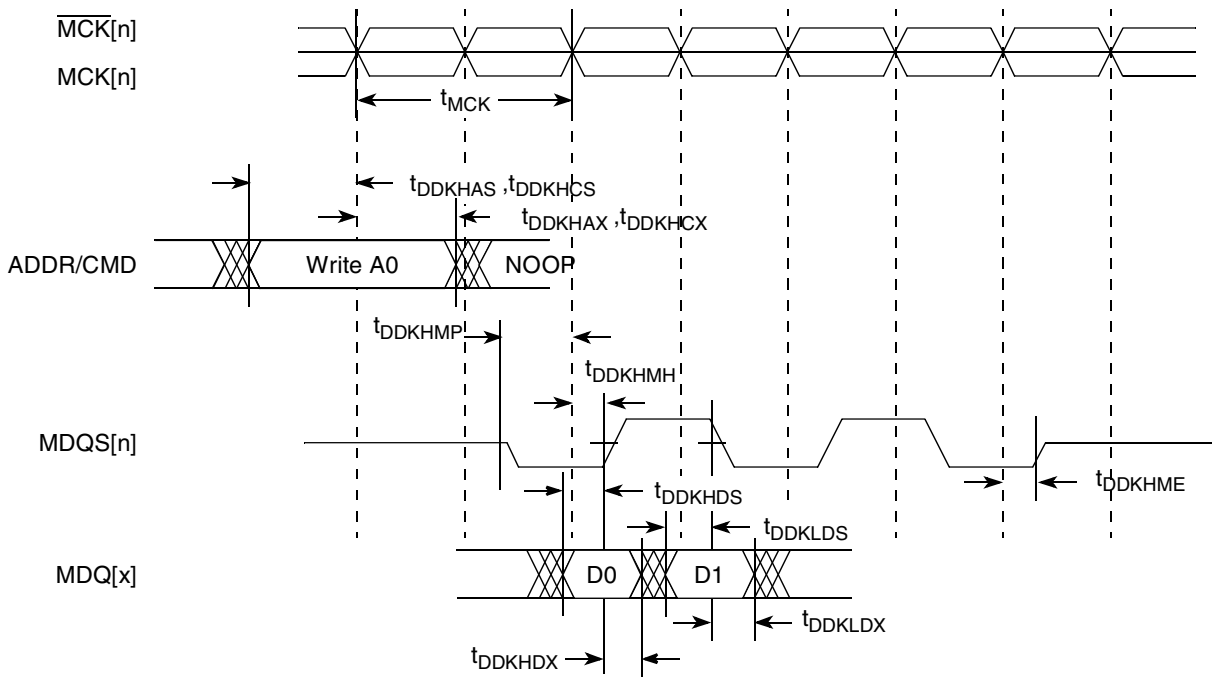 M̅C̅K̅[n]
MCK[n]
tMCK
tDDKHAS ,tDDKHCS
tDDKHAX ,tDDKHCX
ADDR/CMD
Write A0
NOOP
tDDKHMP
tDDKHMH
MDQS[n]
tDDKHME
tDDKHDS
tDDKLDS
MDQ[x]
D0
D1
tDDKLDX
tDDKHDX